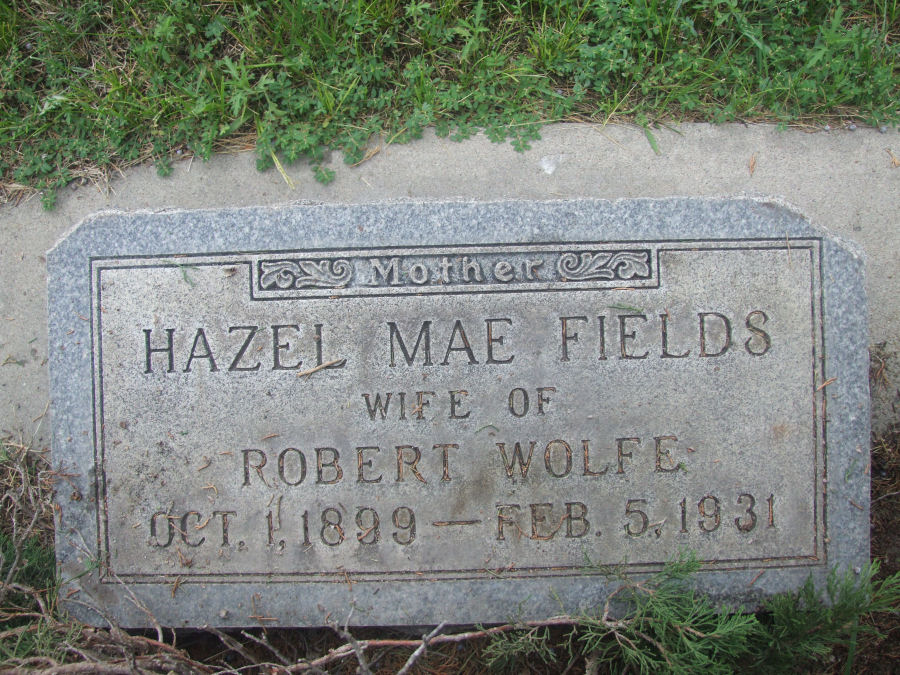 Mother
HAZEL MAE FIELDS
WIFE OF
ROBERT WOLFE
OCT. 1, 1899 — FEB. 5, 1931